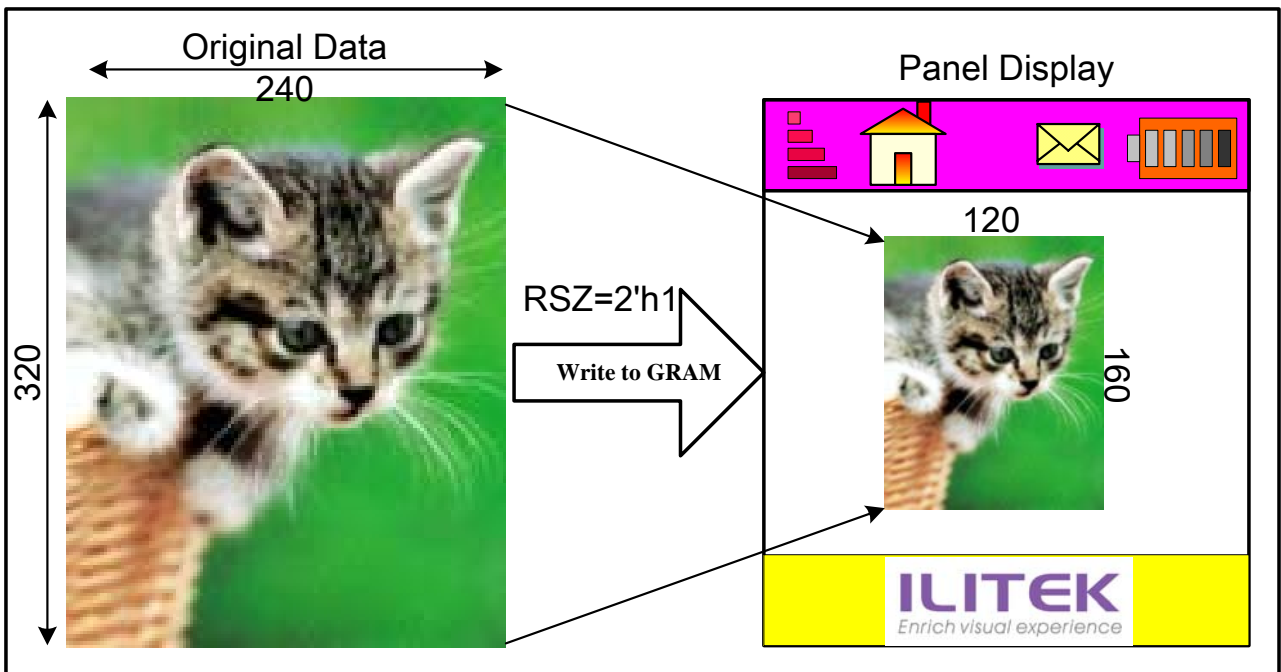 Original Data
240
320
RSZ=2'h1
Write to GRAM
Panel Display
120
160
ILITEK
Enrich visual experience